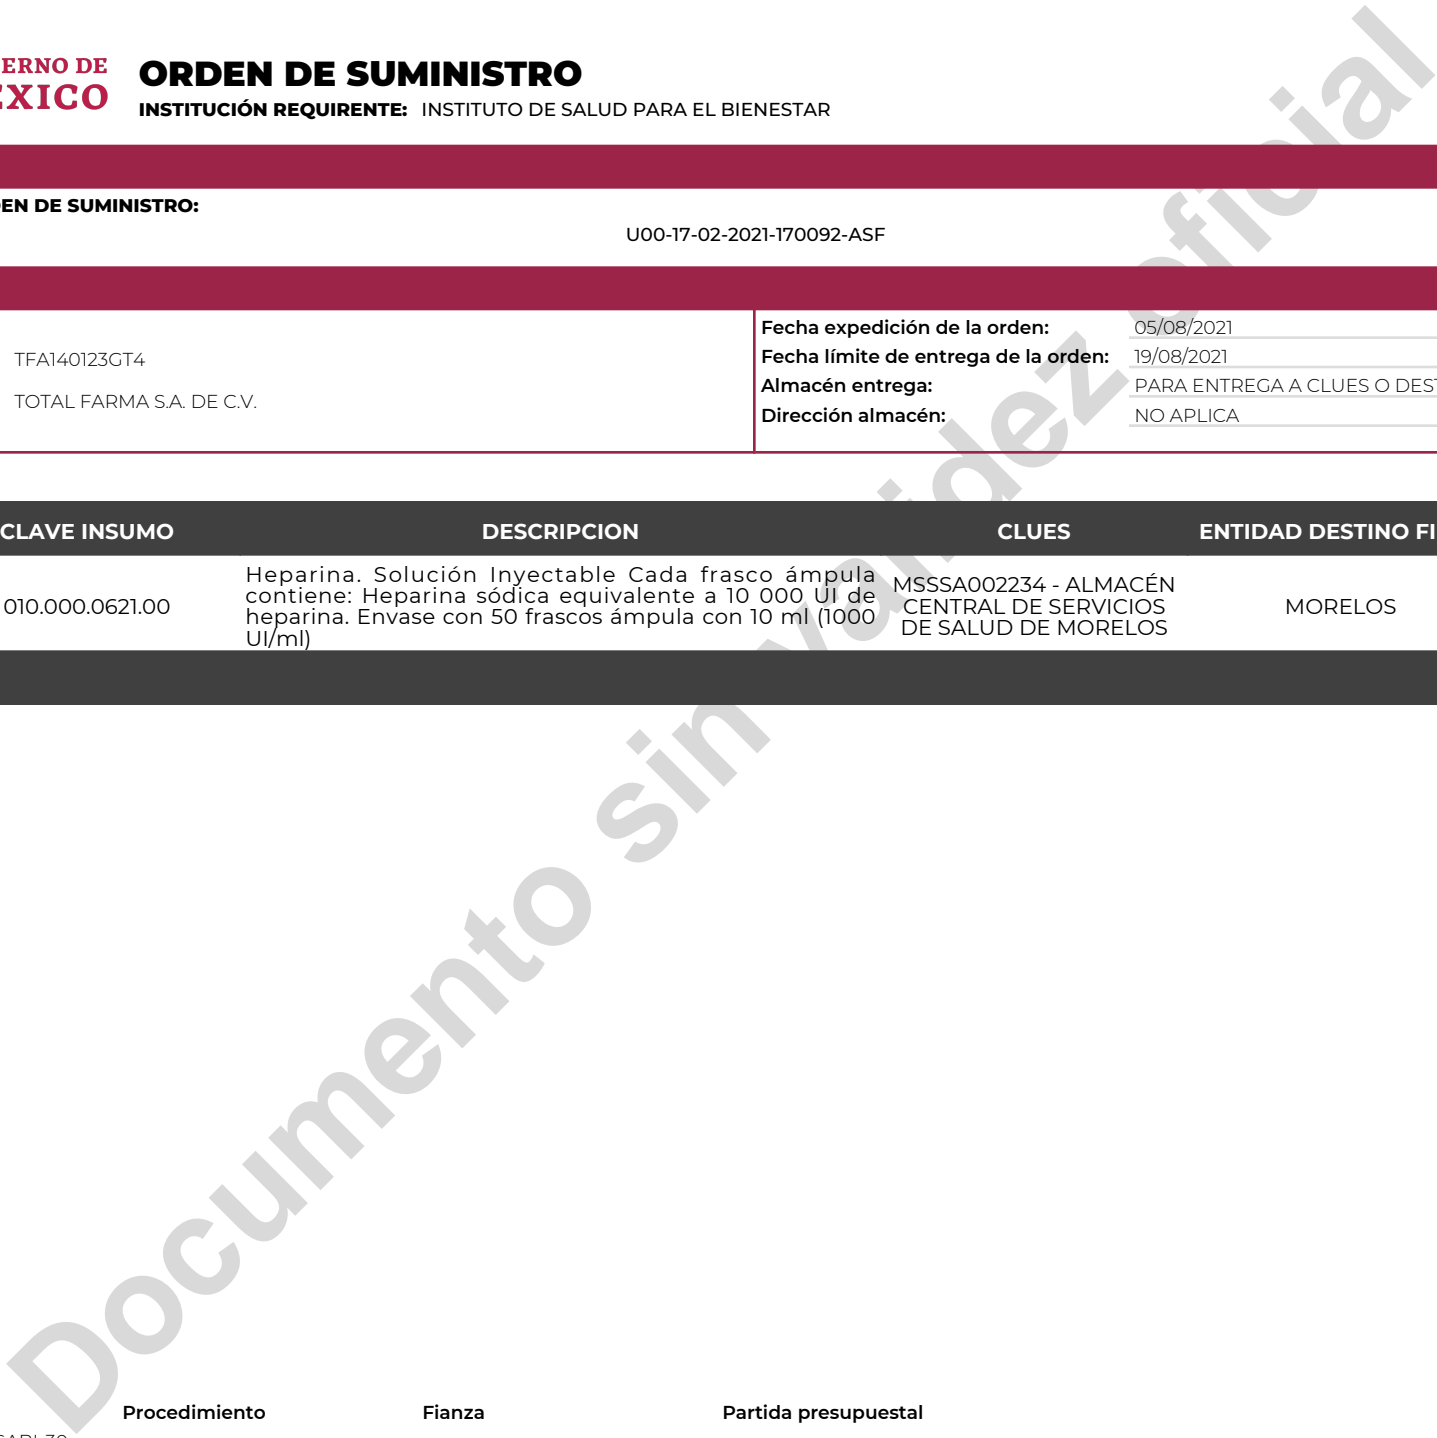 ERNO DE
ÉXICO
ORDEN DE SUMINISTRO
INSTITUCIÓN REQUIRENTE: INSTITUTO DE SALUD PARA EL BIENESTAR
EN DE SUMINISTRO:
U00-17-02-2021-170092-ASF
TFA140123GT4
TOTAL FARMA S.A. DE C.V.
Fecha expedición de la orden: 05/08/2021
Fecha límite de entrega de la orden: 19/08/2021
Almacén entrega: PARA ENTREGA A CLUES O DEST
Dirección almacén: NO APLICA
CLAVE INSUMO DESCRIPCION CLUES ENTIDAD DESTINO FI
010.000.0621.00
Heparina. Solución Inyectable Cada frasco ámpula
contiene: Heparina sódica equivalente a 10 000 UI de
heparina. Envase con 50 frascos ámpula con 10 ml (1000
UI/ml)
MSSSA002234 - ALMACÉN
CENTRAL DE SERVICIOS
DE SALUD DE MORELOS
MORELOS
Documento sin validez oficial
Procedimiento Fianza Partida presupuestal